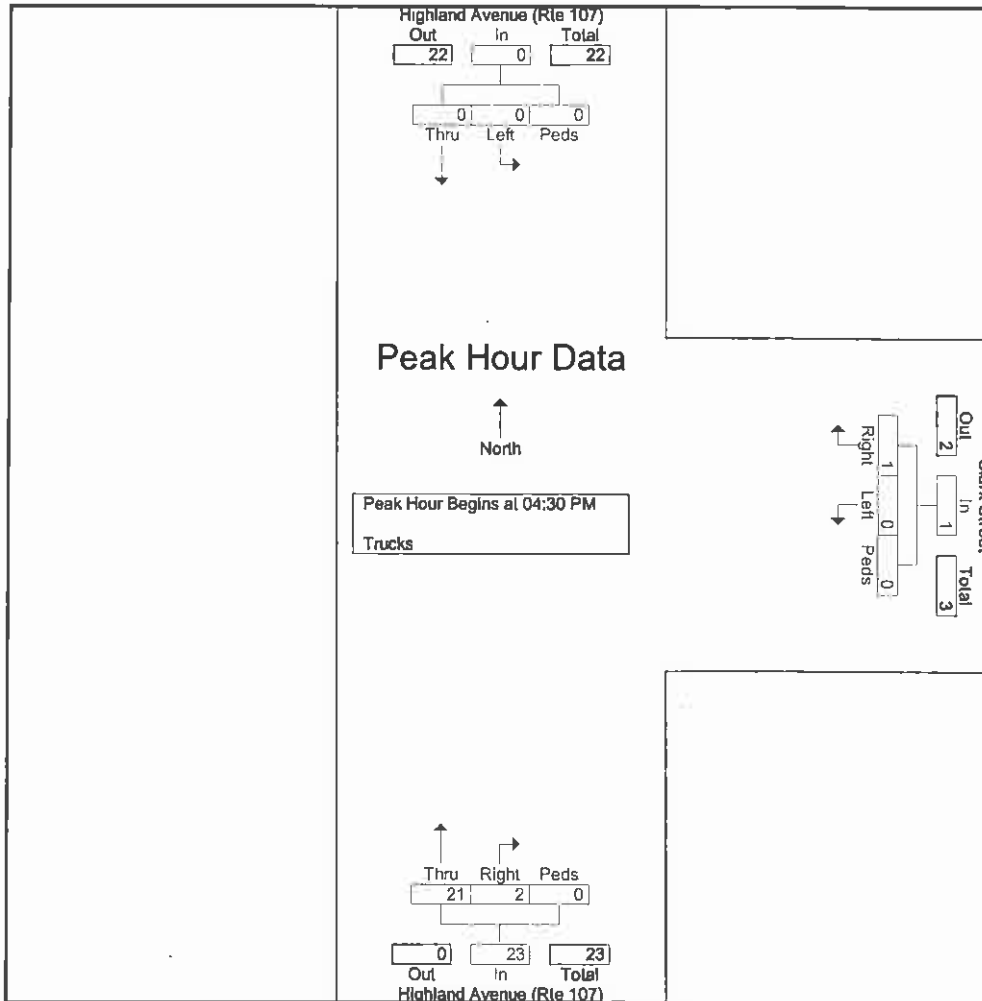 Highland Avenue (Rte 107)
Out In Total
22 0 22
0 0 0
Thru Left Peds
Peak Hour Data
North
Peak Hour Begins at 04:30 PM
Trucks
Out In Total
2 1 3
1 0 0
Right Left Peds
Thru Right Peds
21 2 0
0 23 23
Out In Total
Highland Avenue (Rte 107)